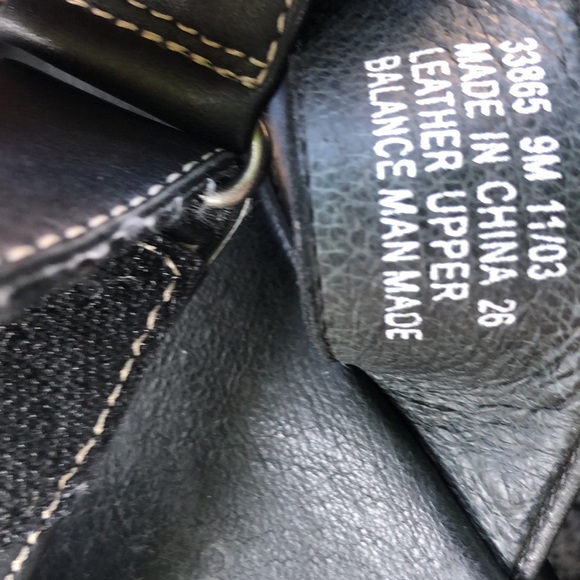 33865 9M 11/03
MADE IN CHINA 26
LEATHER UPPER
BALANCE MAN MADE